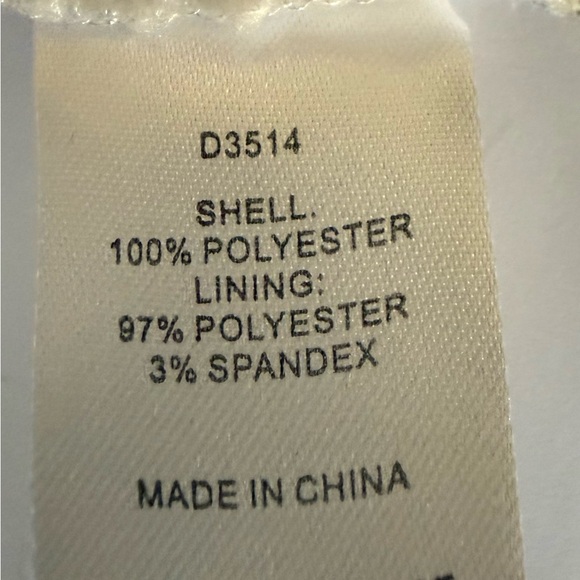 D3514
SHELL.
100% POLYESTER
LINING:
97% POLYESTER
3% SPANDEX
MADE IN CHINA